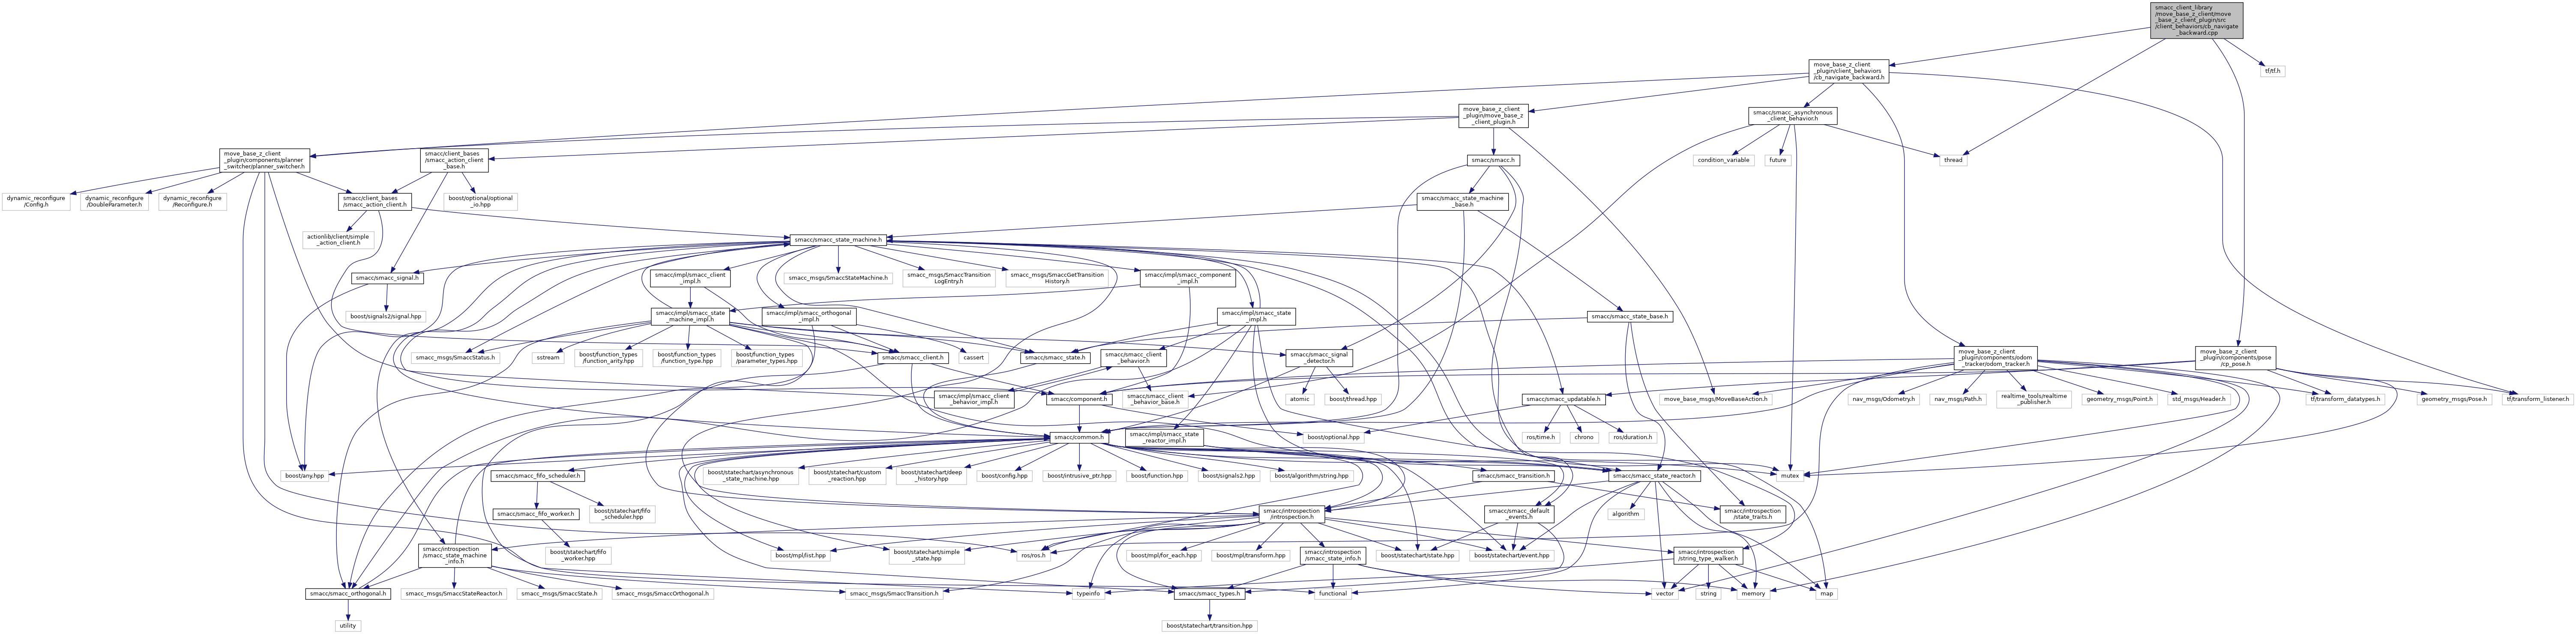 smacc_client_library
/move_base_z_client/move
_base_z_client_plugin/src
/client_behaviors/cb_navigate
_backward.cpp
move_base_z_client
_plugin/client_behaviors
/cb_navigate_backward.h
tf/tf.h
move_base_z_client
_plugin/move_base_z
_client_plugin.h
smacc/smacc_asynchronous
_client_behavior.h
move_base_z_client
_plugin/components/planner
_switcher/planner_switcher.h
smacc/client_bases
/smacc_action_client
_base.h
smacc/smacc.h
condition_variable
future
thread
dynamic_reconfigure
/Config.h
dynamic_reconfigure
/DoubleParameter.h
dynamic_reconfigure
/Reconfigure.h
smacc/client_bases
/smacc_action_client.h
boost/optional/optional
_io.hpp
smacc/smacc_state_machine
_base.h
actionlib/client/simple
_action_client.h
smacc/smacc_state_machine.h
smacc/smacc_signal.h
smacc/impl/smacc_client
_impl.h
smacc_msgs/SmaccStateMachine.h
smacc_msgs/SmaccTransition
LogEntry.h
smacc_msgs/SmaccGetTransition
History.h
smacc/impl/smacc_component
_impl.h
boost/signals2/signal.hpp
smacc/impl/smacc_state
_machine_impl.h
smacc/impl/smacc_orthogonal
_impl.h
smacc/impl/smacc_state
_impl.h
smacc/smacc_state_base.h
smacc_msgs/SmaccStatus.h
sstream
boost/function_types
/function_arity.hpp
boost/function_types
/function_type.hpp
boost/function_types
/parameter_types.hpp
smacc/smacc_client.h
cassert
smacc/smacc_state.h
smacc/smacc_client
_behavior.h
smacc/smacc_signal
_detector.h
move_base_z_client
_plugin/components/odom
_tracker/odom_tracker.h
move_base_z_client
_plugin/components/pose
/cp_pose.h
smacc/impl/smacc_client
_behavior_impl.h
smacc/component.h
smacc/smacc_client
_behavior_base.h
atomic
boost/thread.hpp
smacc/smacc_updatable.h
move_base_msgs/MoveBaseAction.h
nav_msgs/Odometry.h
nav_msgs/Path.h
realtime_tools/realtime
_publisher.h
geometry_msgs/Point.h
std_msgs/Header.h
tf/transform_datatypes.h
geometry_msgs/Pose.h
tf/transform_listener.h
smacc/common.h
smacc/impl/smacc_state
_reactor_impl.h
boost/optional.hpp
ros/time.h
chrono
ros/duration.h
boost/any.hpp
smacc/smacc_fifo_scheduler.h
boost/statechart/asynchronous
_state_machine.hpp
boost/statechart/custom
_reaction.hpp
boost/statechart/deep
_history.hpp
boost/config.hpp
boost/intrusive_ptr.hpp
boost/function.hpp
boost/signals2.hpp
boost/algorithm/string.hpp
smacc/smacc_transition.h
smacc/smacc_state_reactor.h
mutex
smacc/smacc_fifo_worker.h
boost/statechart/fifo
_scheduler.hpp
smacc/introspection
/introspection.h
smacc/smacc_default
_events.h
algorithm
smacc/introspection
/state_traits.h
smacc/introspection
/smacc_state_machine
_info.h
boost/statechart/fifo
_worker.hpp
boost/mpl/list.hpp
boost/statechart/simple
_state.hpp
ros/ros.h
boost/mpl/for_each.hpp
boost/mpl/transform.hpp
smacc/introspection
/smacc_state_info.h
boost/statechart/state.hpp
boost/statechart/event.hpp
smacc/introspection
/string_type_walker.h
smacc/smacc_orthogonal.h
smacc_msgs/SmaccStateReactor.h
smacc_msgs/SmaccState.h
smacc_msgs/SmaccOrthogonal.h
smacc_msgs/SmaccTransition.h
typeinfo
smacc/smacc_types.h
functional
vector
string
memory
map
utility
boost/statechart/transition.hpp